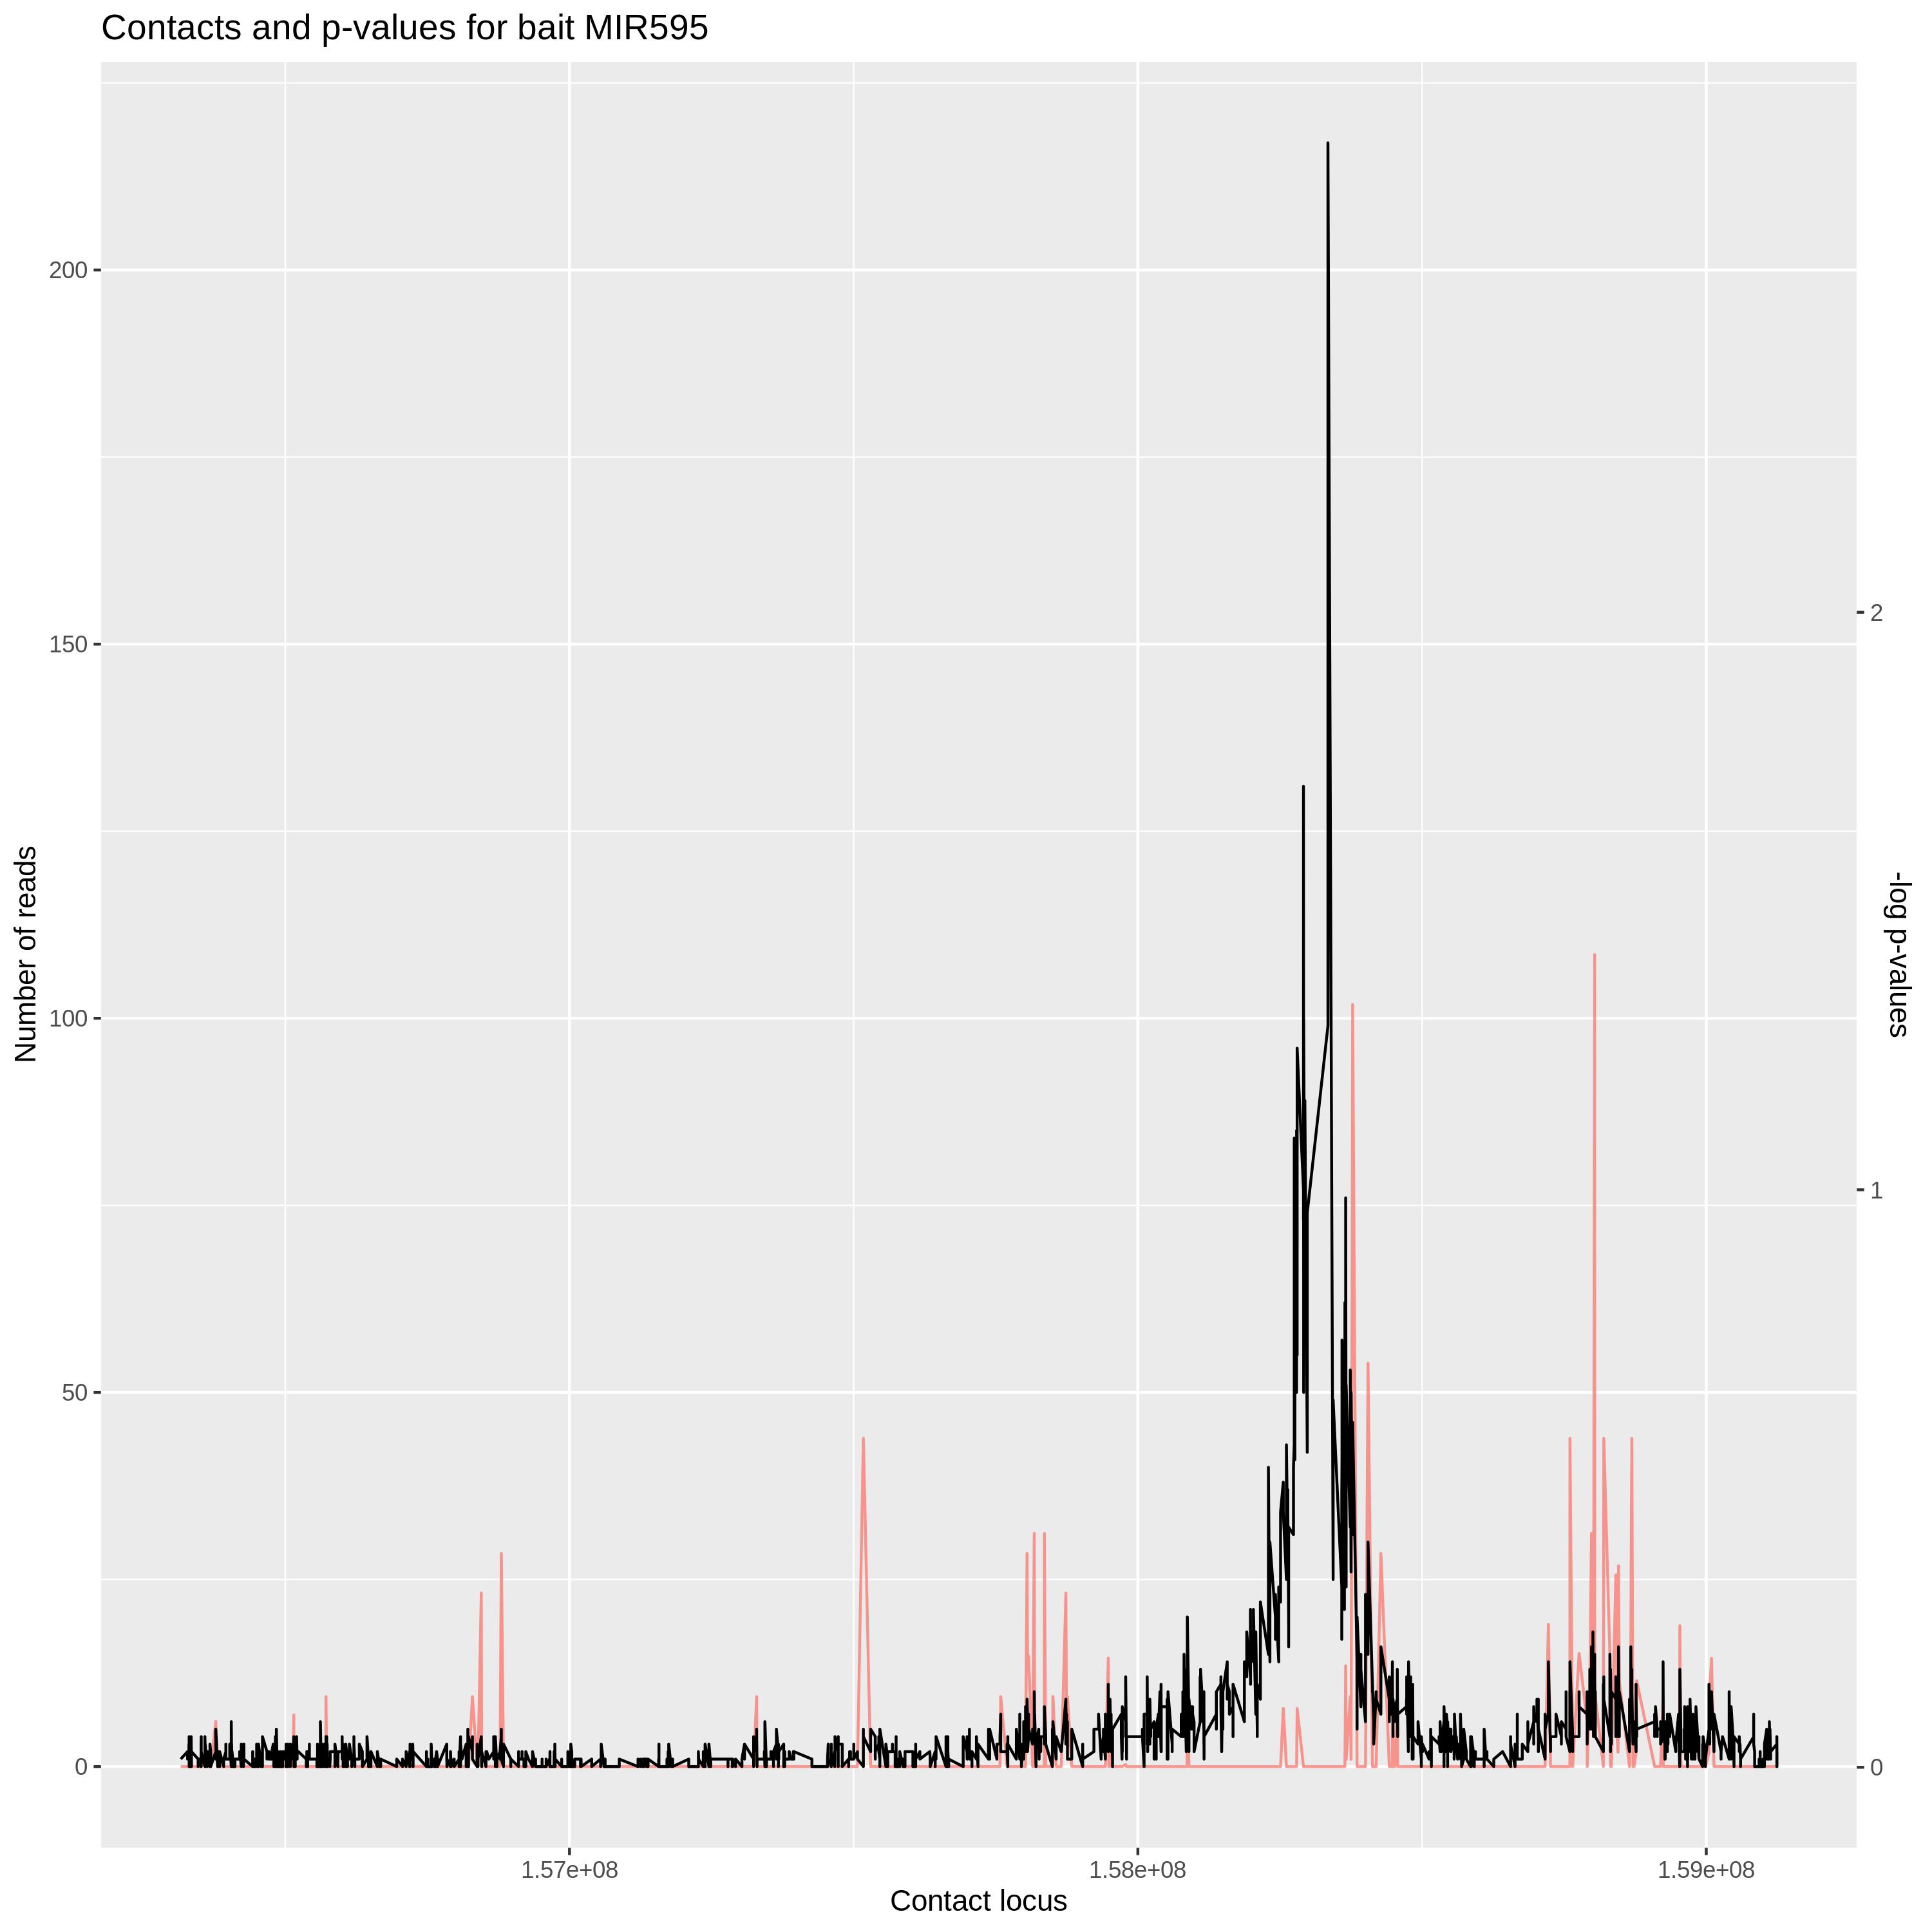 Contacts and p-values for bait MIR595
200
150
100
50
0
Number of reads
2
1
0
-log p-values
1.57e+08
1.58e+08
1.59e+08
Contact locus